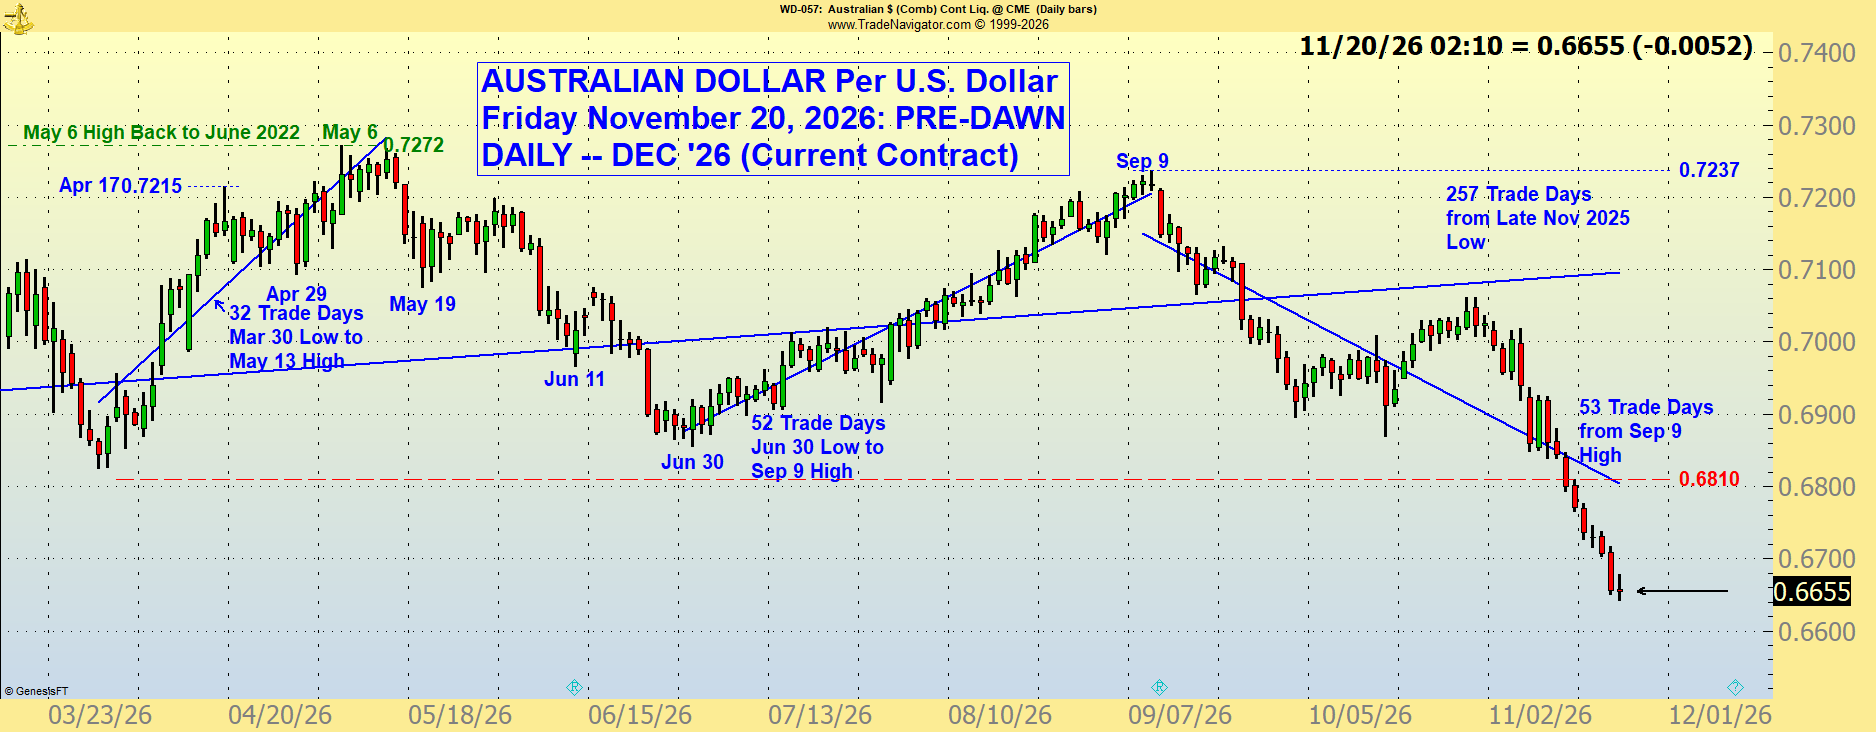 WD-057:  Australian $ (Comb) Cont Liq. @ CME  (Daily bars)
www.TradeNavigator.com © 1999-2026
11/20/26 02:10 = 0.6655 (-0.0052)
AUSTRALIAN DOLLAR Per U.S. Dollar
Friday November 20, 2026: PRE-DAWN
DAILY -- DEC '26 (Current Contract)
May 6 High Back to June 2022
May 6
0.7272
Apr 17 0.7215
Apr 29
32 Trade Days
Mar 30 Low to
May 13 High
May 19
Jun 11
Jun 30
52 Trade Days
Jun 30 Low to
Sep 9 High
Sep 9
0.7237
257 Trade Days
from Late Nov 2025
Low
53 Trade Days
from Sep 9
High
0.6810
0.7400
0.7300
0.7200
0.7100
0.7000
0.6900
0.6800
0.6700
0.6655
0.6600
R
R
?
© GenesisFT
03/23/26
04/20/26
05/18/26
06/15/26
07/13/26
08/10/26
09/07/26
10/05/26
11/02/26
12/01/26